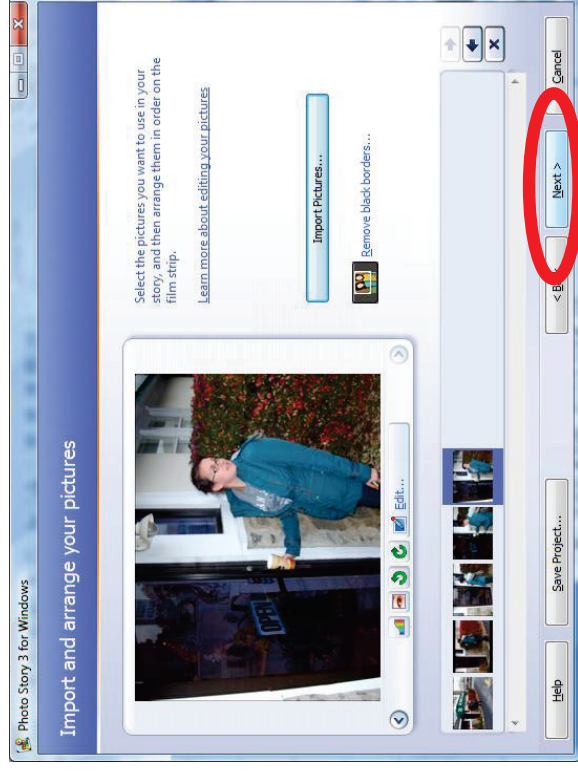 Photo Story 3 for Windows
Import and arrange your pictures
Select the pictures you want to use in your
story, and then arrange them in order on the
film strip.
Learn more about editing your pictures
Import Pictures...
Remove black borders...
Edit...
Help
Save Project...
Next >
Cancel